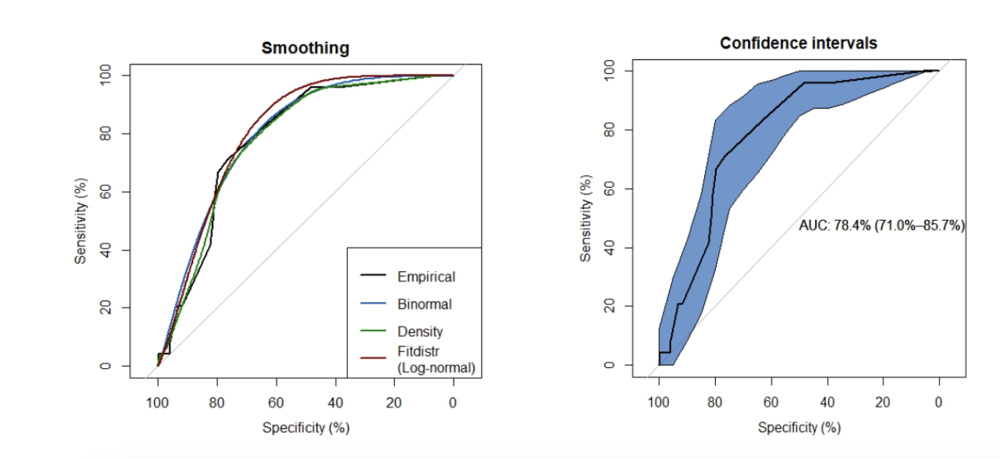 Smoothing
Sensitivity (%)
100
80
60
40
20
0
Empirical
Binormal
Density
Fitdistr
(Log-normal)
100 80 60 40 20 0
Specificity (%)
Confidence intervals
Sensitivity (%)
100
80
60
40
20
0
AUC: 78.4% (71.0%–85.7%)
100 80 60 40 20 0
Specificity (%)